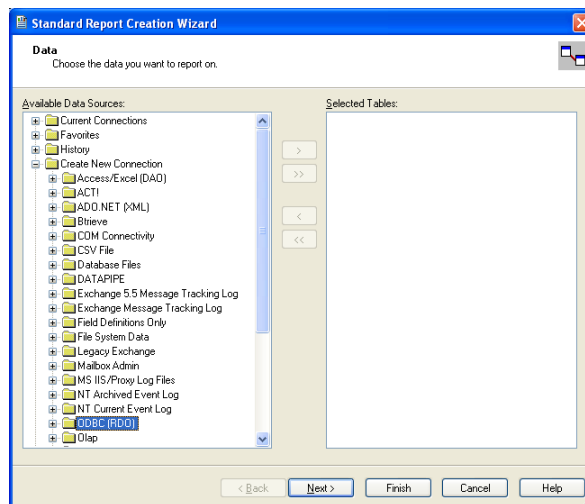 Standard Report Creation Wizard
Data
Choose the data you want to report on.
Available Data Sources:
Selected Tables:
Current Connections
Favorites
History
Create New Connection
Access/Excel (DAO)
ACT!
ADO.NET (XML)
Btrieve
COM Connectivity
CSV File
Database Files
DATAPIPE
Exchange 5.5 Message Tracking Log
Exchange Message Tracking Log
Field Definitions Only
File System Data
Legacy Exchange
Mailbox Admin
MS IIS/Proxy Log Files
NT Archived Event Log
NT Current Event Log
ODBC (RDO)
Olap
>
>>
<
<<
< Back
Next >
Finish
Cancel
Help